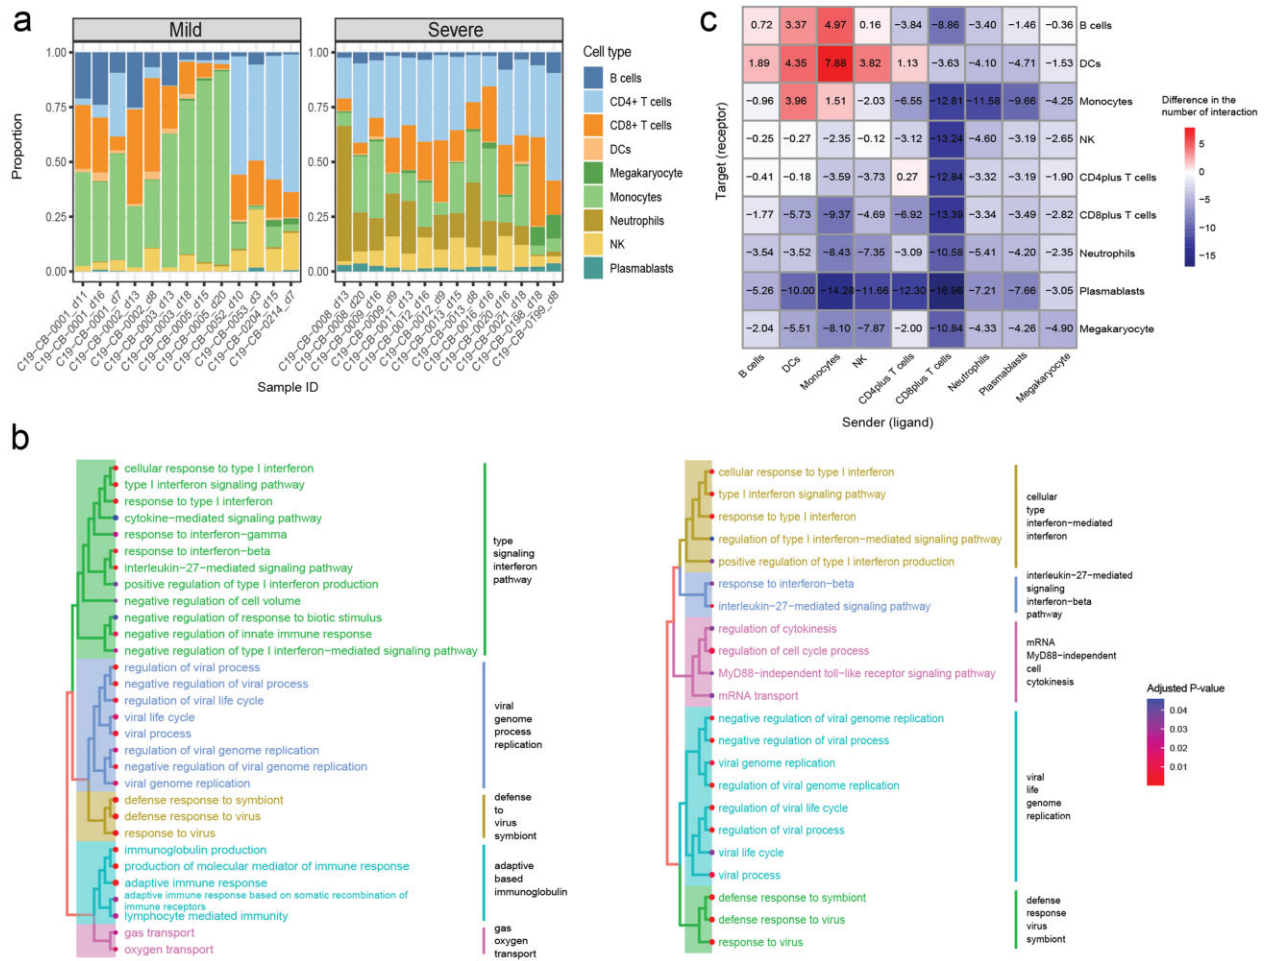 a
Mild
Severe
1.00
0.75
0.50
0.25
0.00
Proportion
1.00
0.75
0.50
0.25
0.00
C19-CB-0001_d11
C19-CB-0001_d16
C19-CB-0001_d7
C19-CB-0002_d13
C19-CB-0002_d8
C19-CB-0003_d13
C19-CB-0003_d18
C19-CB-0005_d15
C19-CB-0005_d20
C19-CB-0052_d10
C19-CB-0053_d3
C19-CB-0204_d15
C19-CB-0214_d7
C19-CB-0008_d13
C19-CB-0008_d20
C19-CB-0009_d16
C19-CB-0009_d9
C19-CB-0011_d13
C19-CB-0012_d16
C19-CB-0012_d9
C19-CB-0013_d15
C19-CB-0013_d8
C19-CB-0016_d16
C19-CB-0020_d16
C19-CB-0021_d18
C19-CB-0198_d18
C19-CB-0199_d8
Sample ID
Cell type
B cells
CD4+ T cells
CD8+ T cells
DCs
Megakaryocyte
Monocytes
Neutrophils
NK
Plasmablasts
c
0.72 3.37 4.97 0.16 −3.84 −8.86 −3.40 −1.46 −0.36 B cells
1.89 4.35 7.88 3.82 1.13 −3.63 −4.10 −4.71 −1.53 DCs
−0.96 3.96 1.51 −2.03 −6.55 −12.81 −11.58 −9.66 −4.25 Monocytes
−0.25 −0.27 −2.35 −0.12 −3.12 −13.24 −4.60 −3.19 −2.65 NK
−0.41 −0.18 −3.59 −3.73 0.27 −12.84 −3.32 −3.19 −1.90 CD4plus T cells
−1.77 −5.73 −9.37 −4.69 −6.92 −13.39 −3.34 −3.49 −2.82 CD8plus T cells
−3.54 −3.52 −8.43 −7.35 −3.09 −10.58 −5.41 −4.20 −2.35 Neutrophils
−5.26 −10.00 −14.28 −11.66 −12.30 −16.96 −7.21 −7.66 −3.05 Plasmablasts
−2.04 −5.51 −8.10 −7.87 −2.00 −10.84 −4.33 −4.26 −4.90 Megakaryocyte
Target (receptor)
B cells
DCs
Monocytes
NK
CD4plus T cells
CD8plus T cells
Neutrophils
Plasmablasts
Megakaryocyte
Sender (ligand)
Difference in the
number of interaction
5
0
−5
−10
−15
b
cellular response to type I interferon
type I interferon signaling pathway
response to type I interferon
cytokine−mediated signaling pathway
response to interferon−gamma
response to interferon−beta
interleukin−27−mediated signaling pathway
positive regulation of type I interferon production
negative regulation of cell volume
negative regulation of response to biotic stimulus
negative regulation of innate immune response
negative regulation of type I interferon−mediated signaling pathway
regulation of viral process
negative regulation of viral process
regulation of viral life cycle
viral life cycle
viral process
regulation of viral genome replication
negative regulation of viral genome replication
viral genome replication
defense response to symbiont
defense response to virus
response to virus
immunoglobulin production
production of molecular mediator of immune response
adaptive immune response
adaptive immune response based on somatic recombination of
immune receptors
lymphocyte mediated immunity
gas transport
oxygen transport
type
signaling
interferon
pathway
viral
genome
process
replication
defense
to
virus
symbiont
adaptive
based
immunoglobulin
gas
oxygen
transport
cellular response to type I interferon
type I interferon signaling pathway
response to type I interferon
regulation of type I interferon−mediated signaling pathway
positive regulation of type I interferon production
response to interferon−beta
interleukin−27−mediated signaling pathway
regulation of cytokinesis
regulation of cell cycle process
MyD88−independent toll−like receptor signaling pathway
mRNA transport
negative regulation of viral genome replication
negative regulation of viral process
viral genome replication
regulation of viral genome replication
regulation of viral life cycle
regulation of viral process
viral life cycle
viral process
defense response to symbiont
defense response to virus
response to virus
cellular
type
interferon−mediated
interferon
interleukin−27−mediated
signaling
interferon−beta
pathway
mRNA
MyD88−independent
cell
cytokinesis
viral
life
genome
replication
defense
response
virus
symbiont
Adjusted P-value
0.04
0.03
0.02
0.01